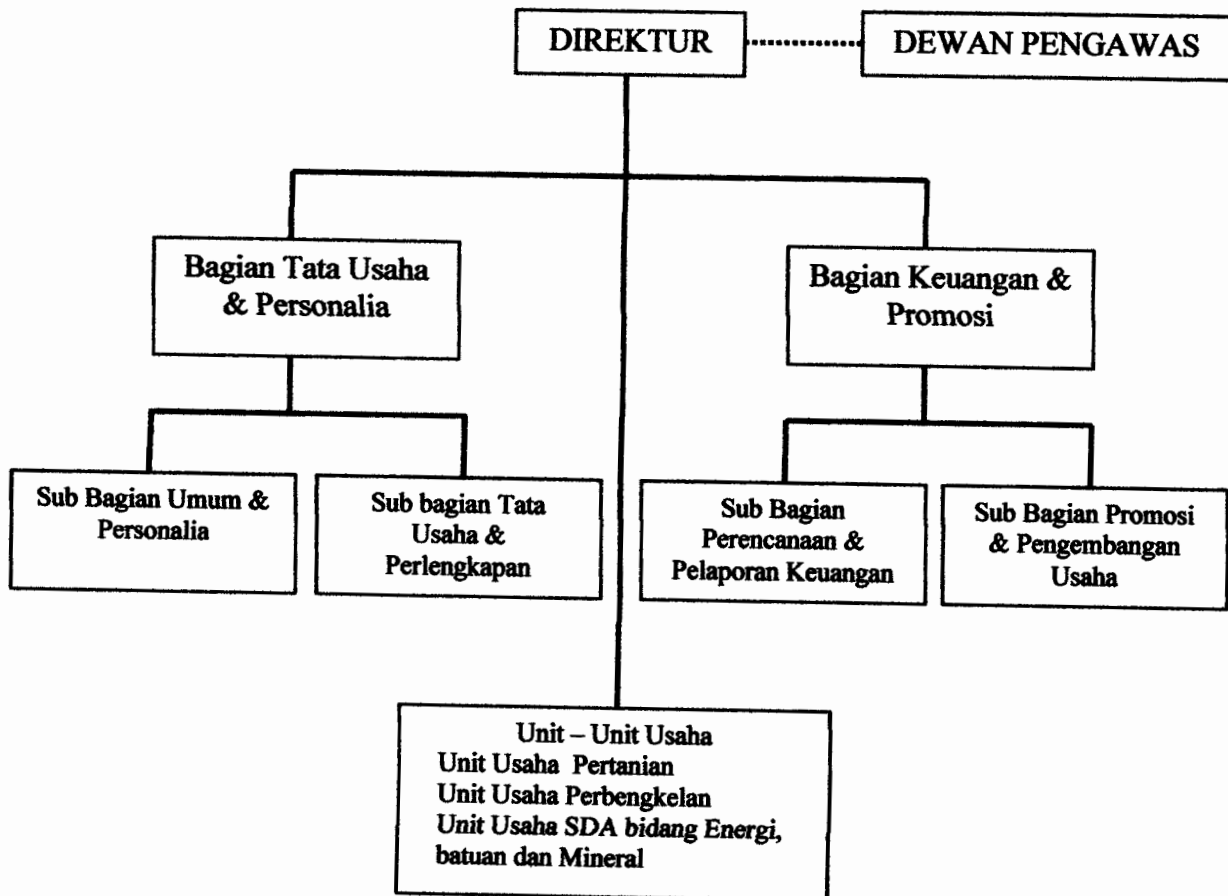 DIREKTUR
DEWAN PENGAWAS
Bagian Tata Usaha
& Personalia
Bagian Keuangan &
Promosi
Sub Bagian Umum &
Personalia
Sub bagian Tata
Usaha &
Perlengkapan
Sub Bagian
Perencanaan &
Pelaporan Keuangan
Sub Bagian Promosi
& Pengembangan
Usaha
Unit – Unit Usaha
Unit Usaha Pertanian
Unit Usaha Perbengkelan
Unit Usaha SDA bidang Energi,
batuan dan Mineral